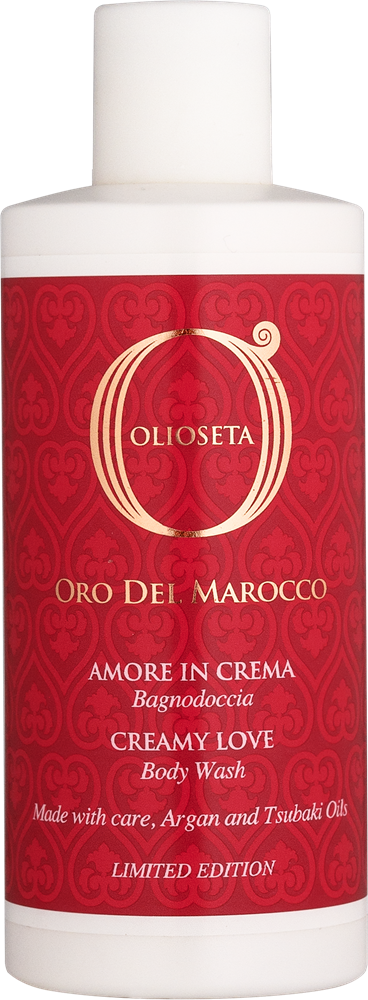 OLIOSETA
ORO DEL MAROCCO
AMORE IN CREMA
Bagnodoccia
CREAMY LOVE
Body Wash
Made with care, Argan and Tsubaki Oils
LIMITED EDITION